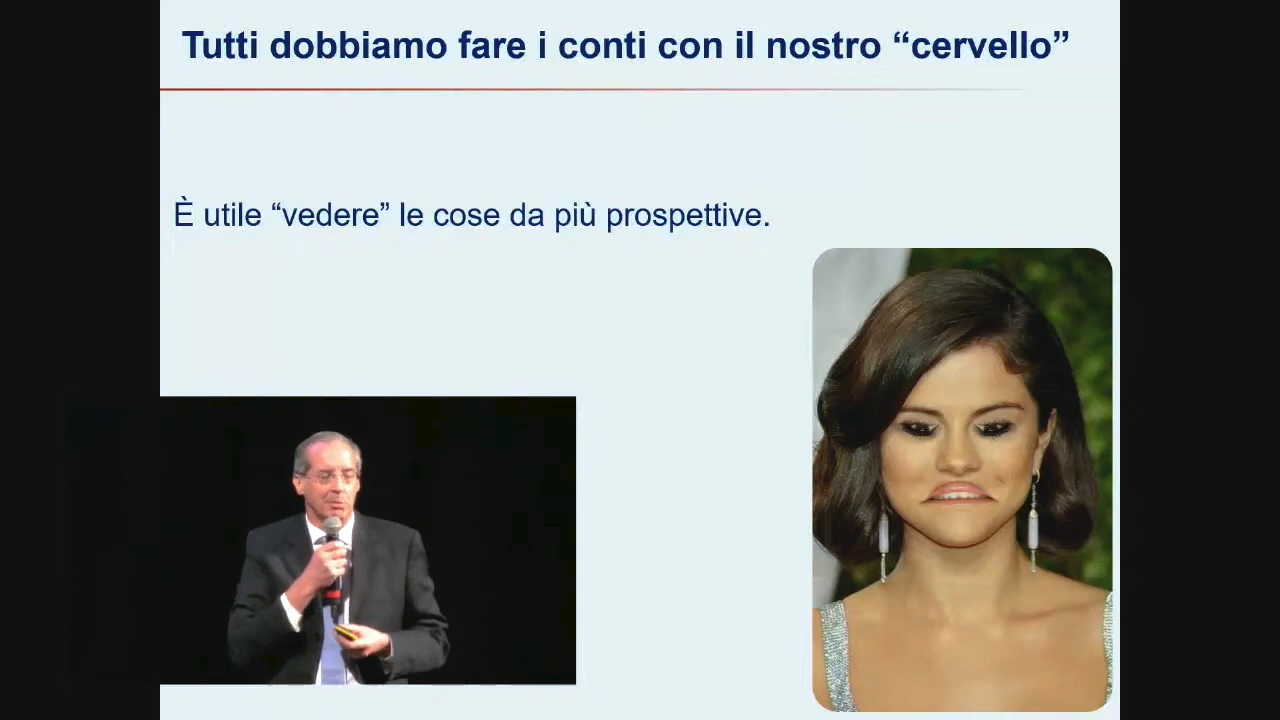 Tutti dobbiamo fare i conti con il nostro “cervello”
È utile “vedere” le cose da più prospettive.